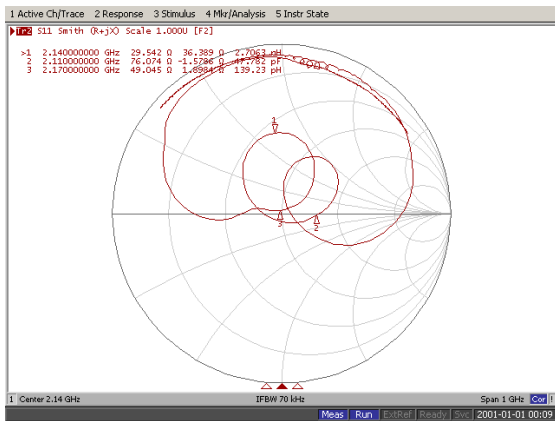 1 Active Ch/Trace 2 Response 3 Stimulus 4 Mkr/Analysis 5 Instr State
Tr2 S11 Smith (R+jX) Scale 1.000U [F2]
>1 2.140000000 GHz 29.542 Ω 36.389 Ω 2.7063 nH
2 2.110000000 GHz 76.074 Ω -1.5786 Ω 47.782 pF
3 2.170000000 GHz 49.045 Ω 1.8984 Ω 139.23 pH
1
3
2
1 Center 2.14 GHz IFBW 70 kHz Span 1 GHz Cor !
Meas Run ExtRef Ready Svc 2001-01-01 00:09